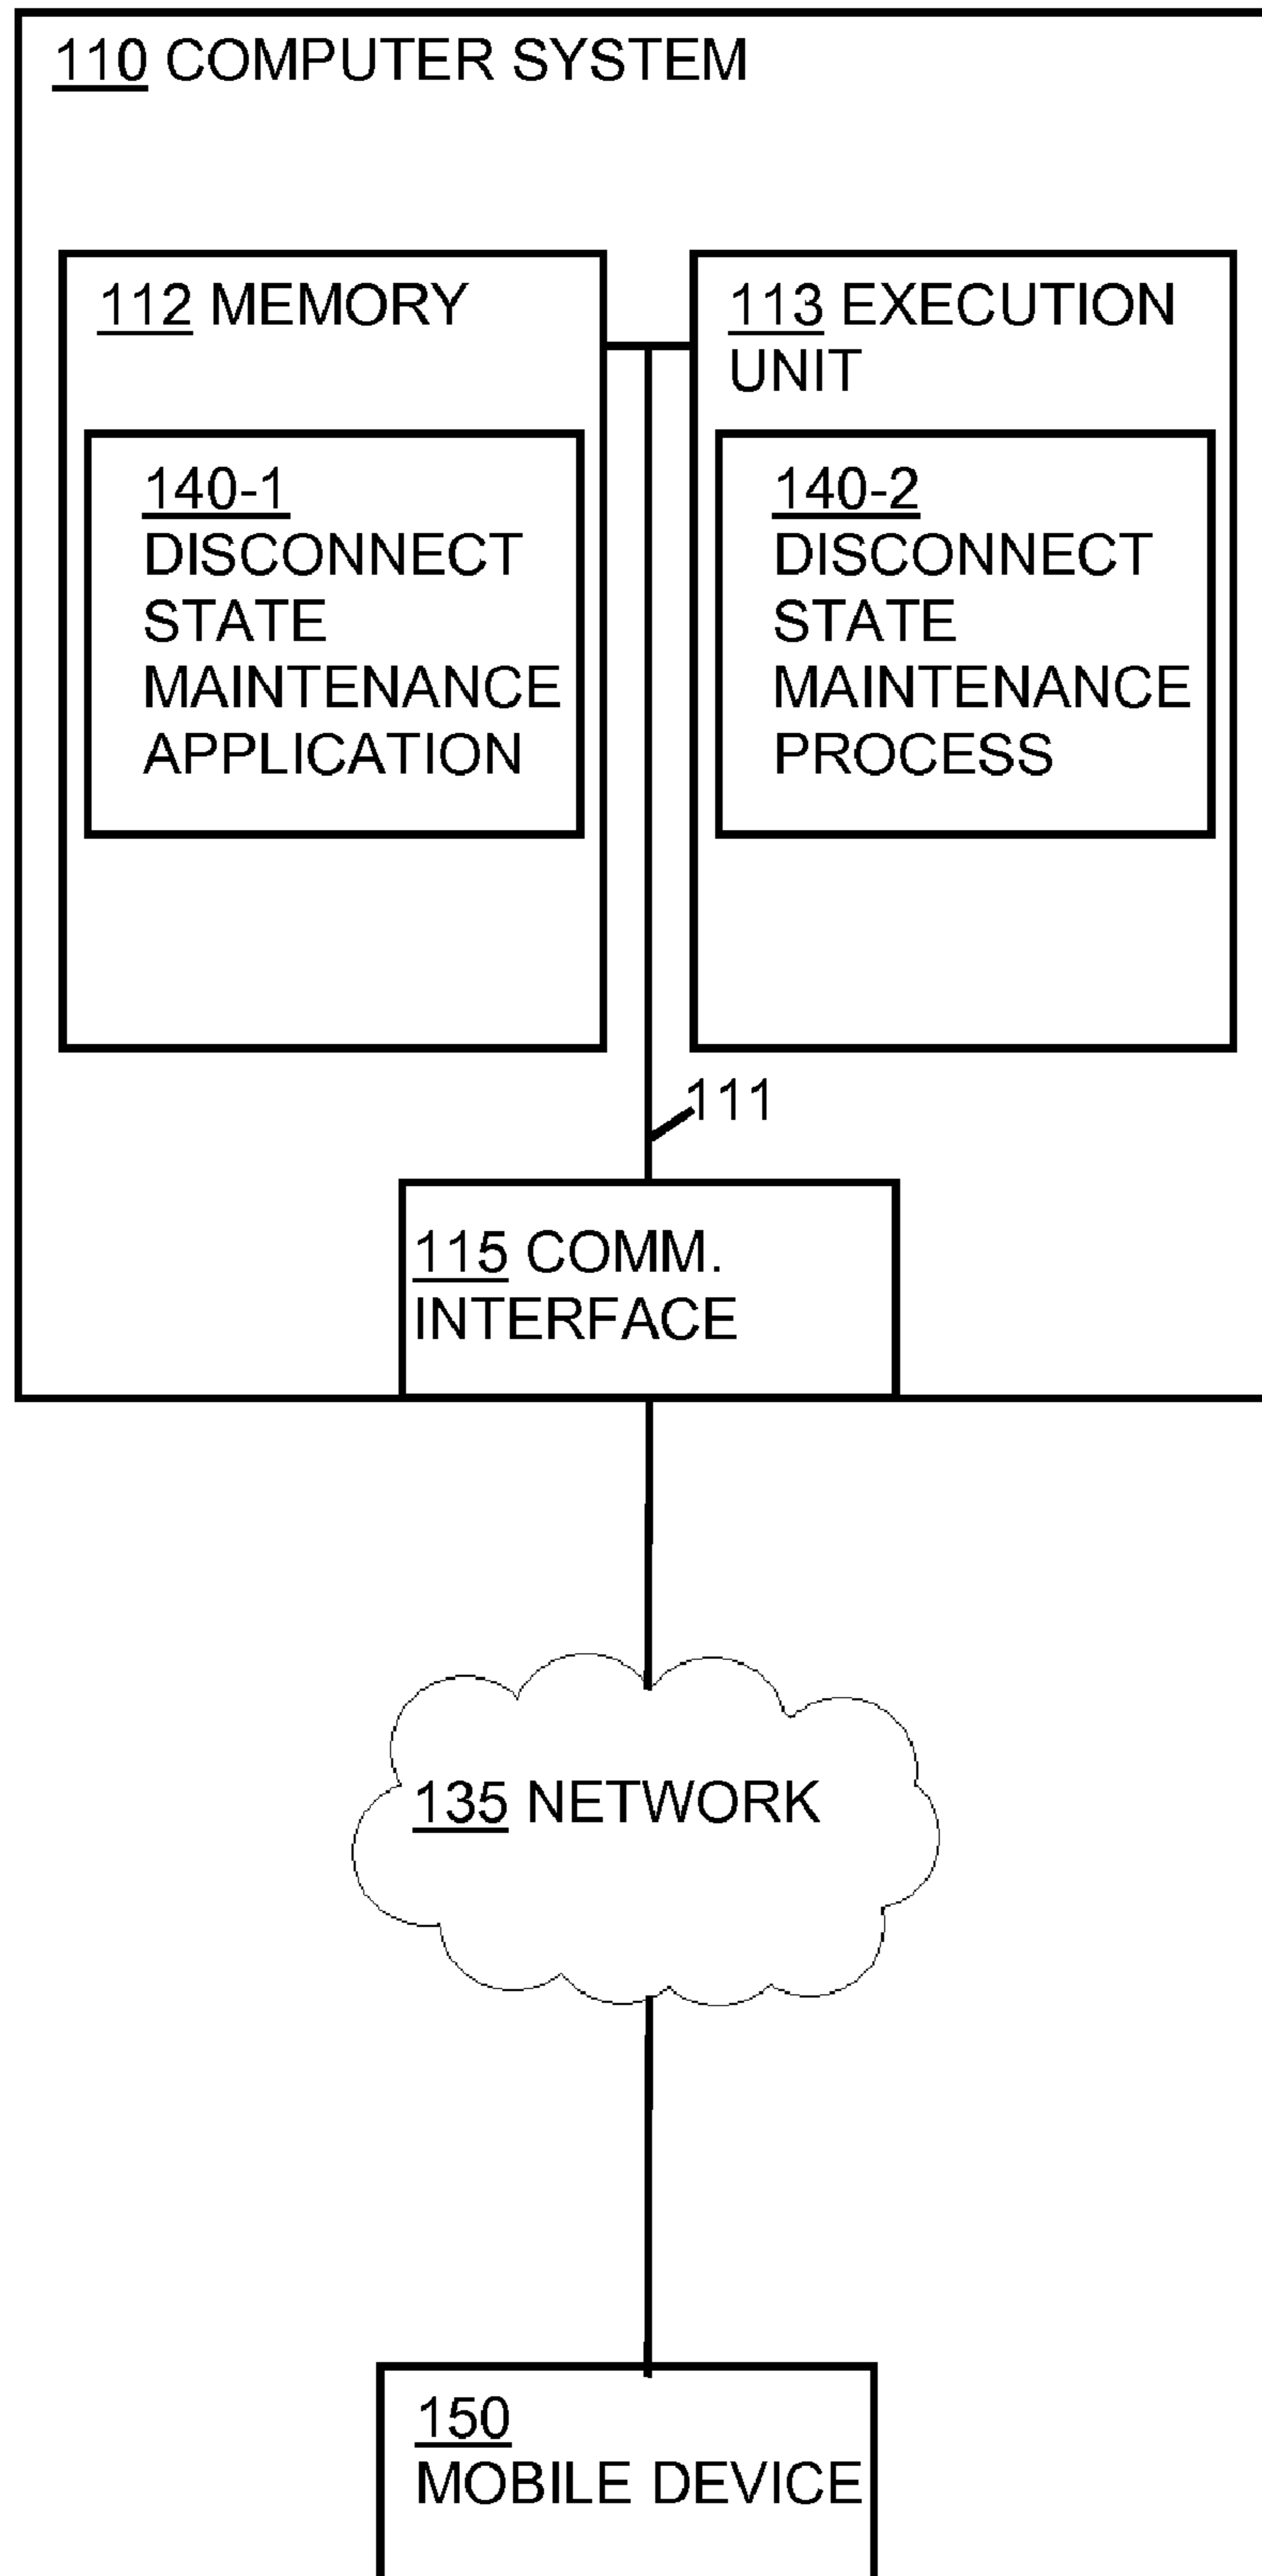 110 COMPUTER SYSTEM
112 MEMORY
140-1
DISCONNECT
STATE
MAINTENANCE
APPLICATION
113 EXECUTION
UNIT
140-2
DISCONNECT
STATE
MAINTENANCE
PROCESS
111
115 COMM.
INTERFACE
135 NETWORK
150
MOBILE DEVICE